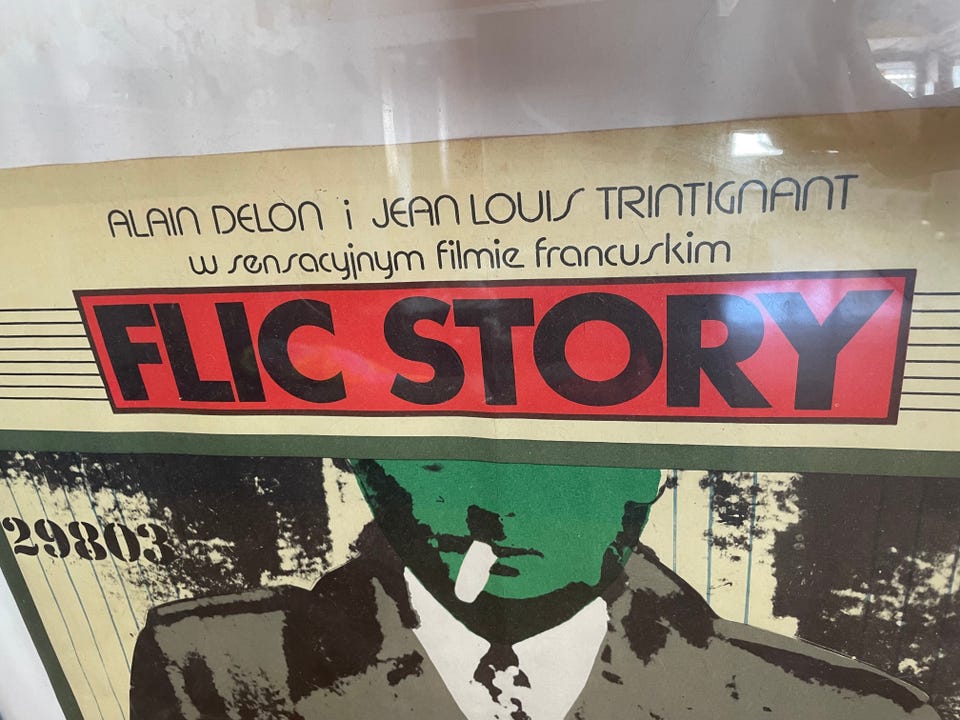 ALAIN DELON i JEAN LOUIS TRINTIGNANT
w sensacyjnym filmie francuskim
FLIC STORY
29803